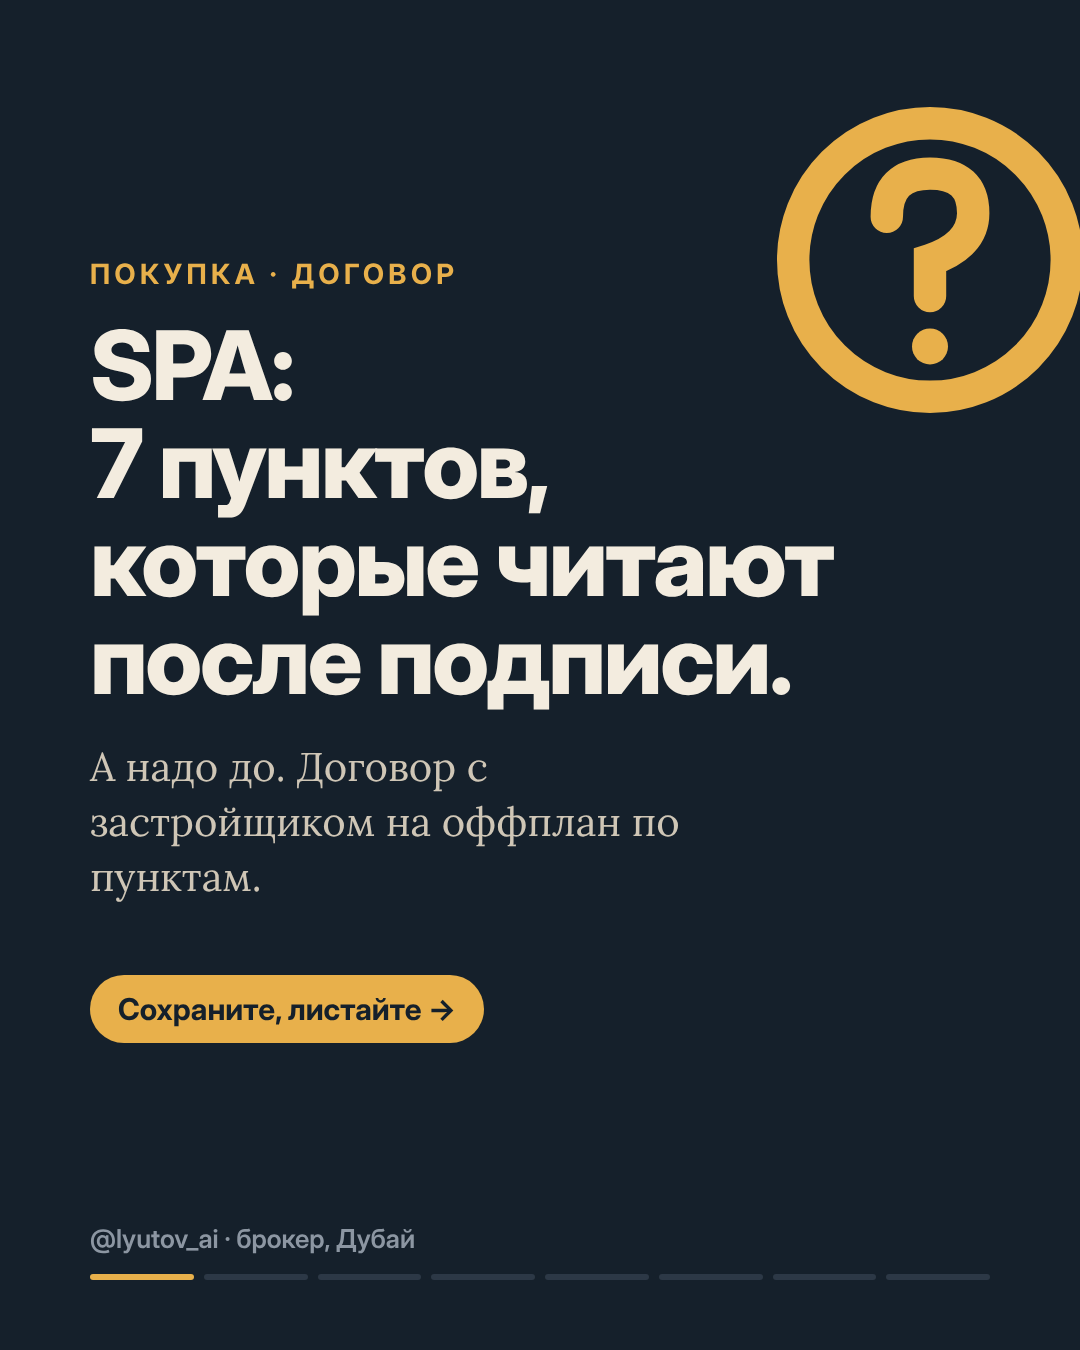 ПОКУПКА · ДОГОВОР
SPA:
7 пунктов,
которые читают
после подписи.
А надо до. Договор с
застройщиком на оффплан по
пунктам.
Сохраните, листайте →
@lyutov_ai · брокер, Дубай